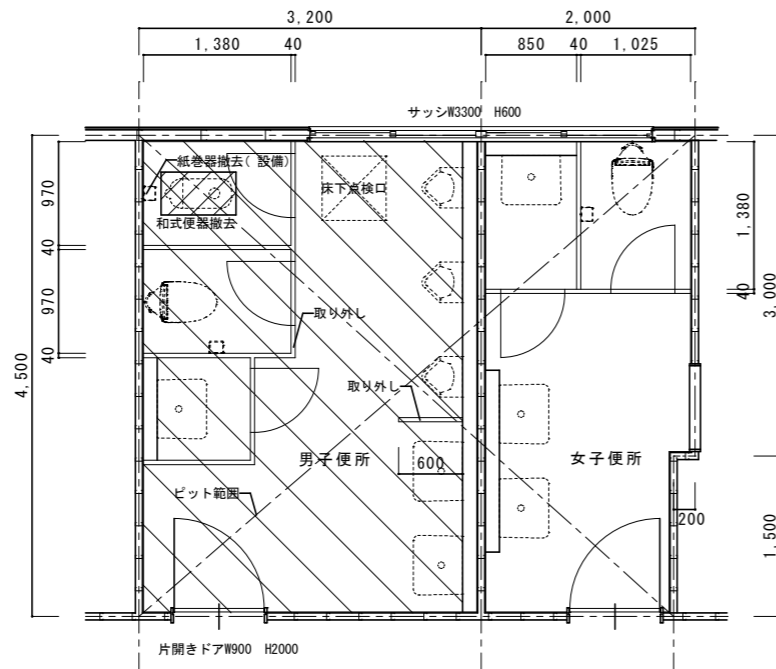 3,200
2,000
1,380
40
850
40
1,025
サッシW3300 H600
紙巻器撤去(設備)
床下点検口
970
和式便器撤去
1,380
40
970
取り外し
40
3,000
40
4,500
取り外し
男子便所
600
女子便所
ピット範囲
200
1,500
片開きドアW900 H2000